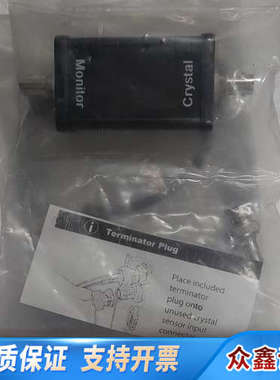 Monitor
Crystal
i Terminator Plug
Place included
terminator
plug onto
unused crystal
sensor input
质保证 支持开票
众鑫